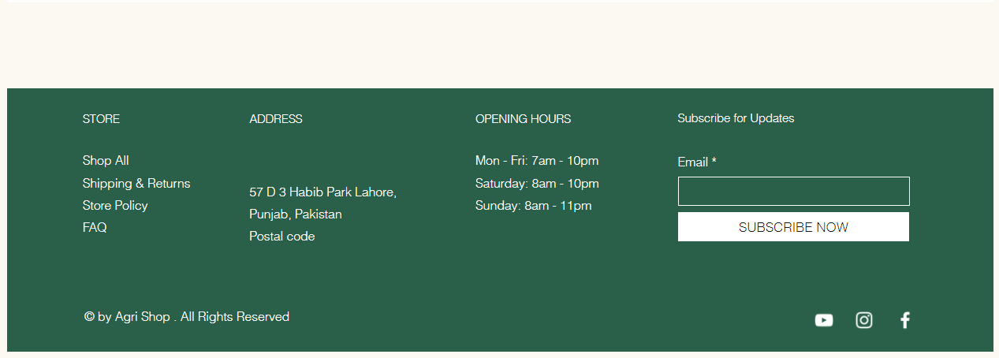 STORE
Shop All
Shipping & Returns
Store Policy
FAQ
ADDRESS
57 D 3 Habib Park Lahore,
Punjab, Pakistan
Postal code
OPENING HOURS
Mon - Fri: 7am - 10pm
Saturday: 8am - 10pm
Sunday: 8am - 11pm
Subscribe for Updates
Email *
SUBSCRIBE NOW
© by Agri Shop . All Rights Reserved